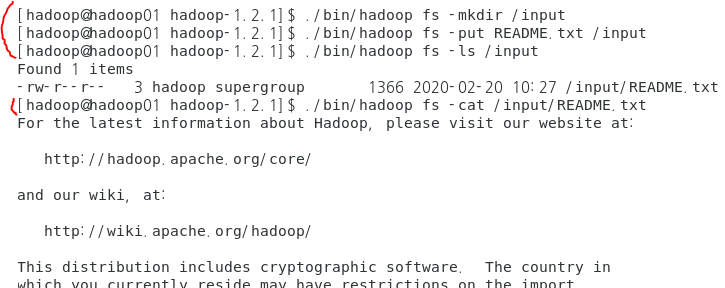 [hadoop@hadoop01 hadoop-1.2.1]$ ./bin/hadoop fs -mkdir /input
[hadoop@hadoop01 hadoop-1.2.1]$ ./bin/hadoop fs -put README.txt /input
[hadoop@hadoop01 hadoop-1.2.1]$ ./bin/hadoop fs -ls /input
Found 1 items
-rw-r--r--   3 hadoop supergroup       1366 2020-02-20 10:27 /input/README.txt
[hadoop@hadoop01 hadoop-1.2.1]$ ./bin/hadoop fs -cat /input/README.txt
For the latest information about Hadoop, please visit our website at:
http://hadoop.apache.org/core/
and our wiki, at:
http://wiki.apache.org/hadoop/
This distribution includes cryptographic software.  The country in
which you currently reside may have restrictions on the import